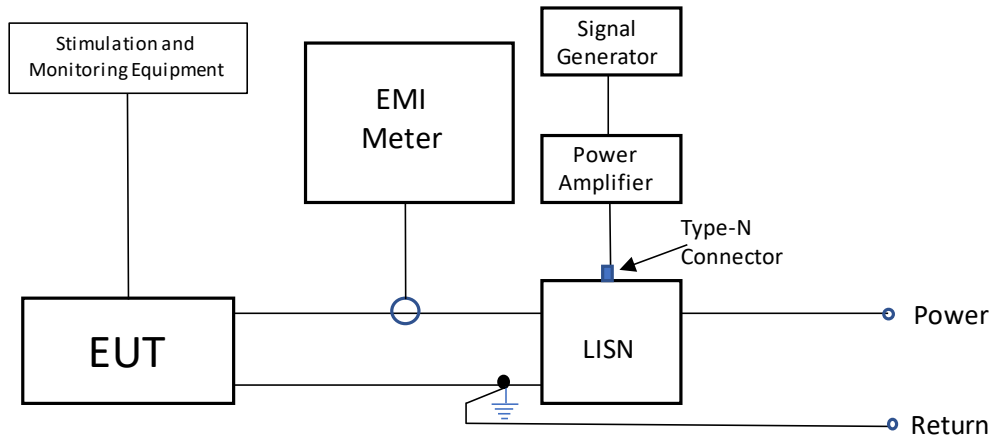 Stimulation and
Monitoring Equipment
EMI
Meter
Signal
Generator
Power
Amplifier
Type-N
Connector
EUT
LISN
Power
Return